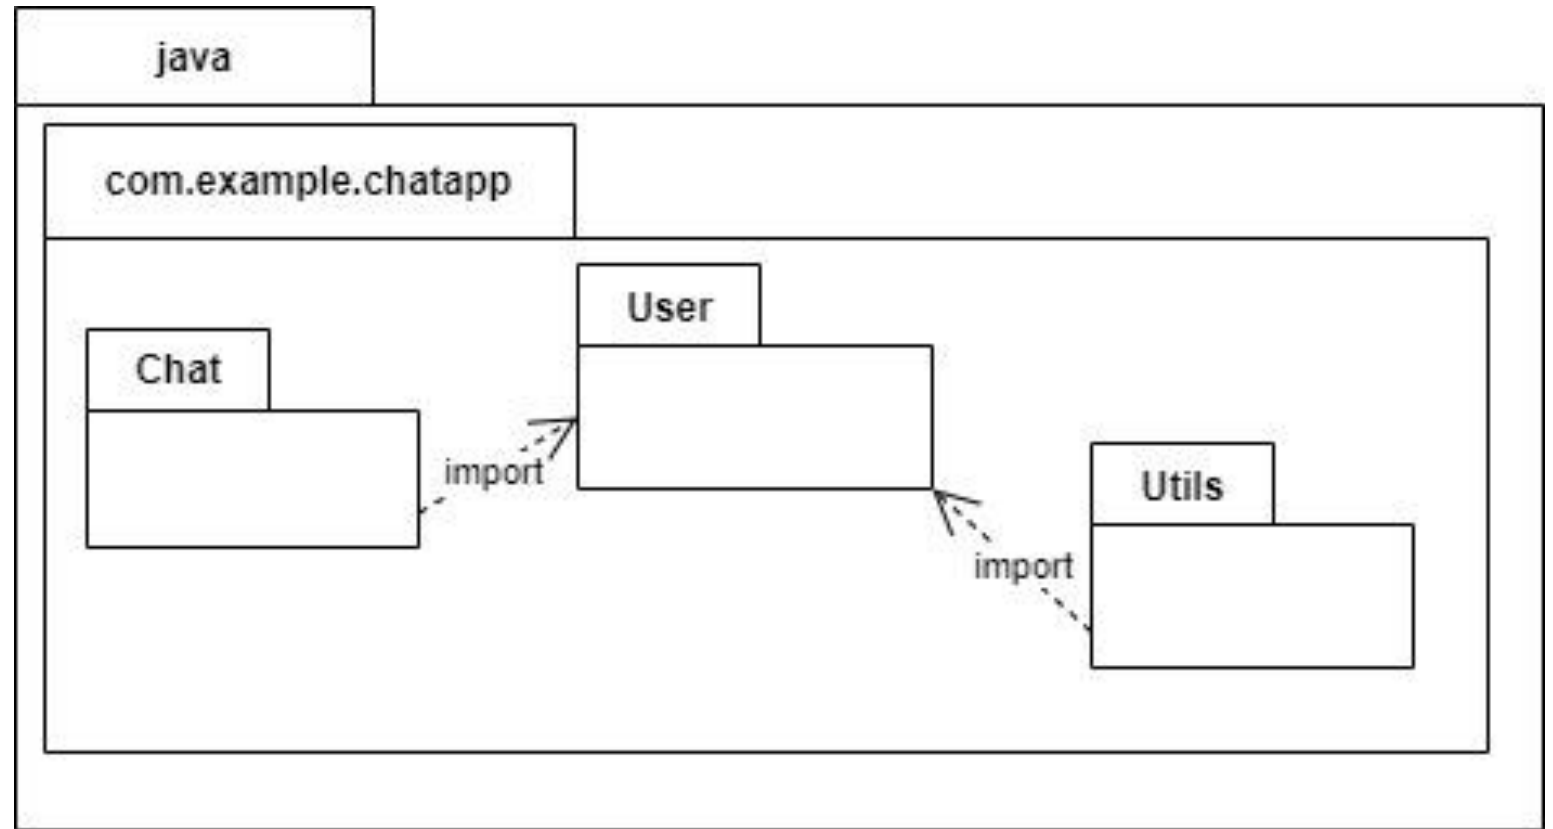 java
com.example.chatapp
User
Chat
import
Utils
import